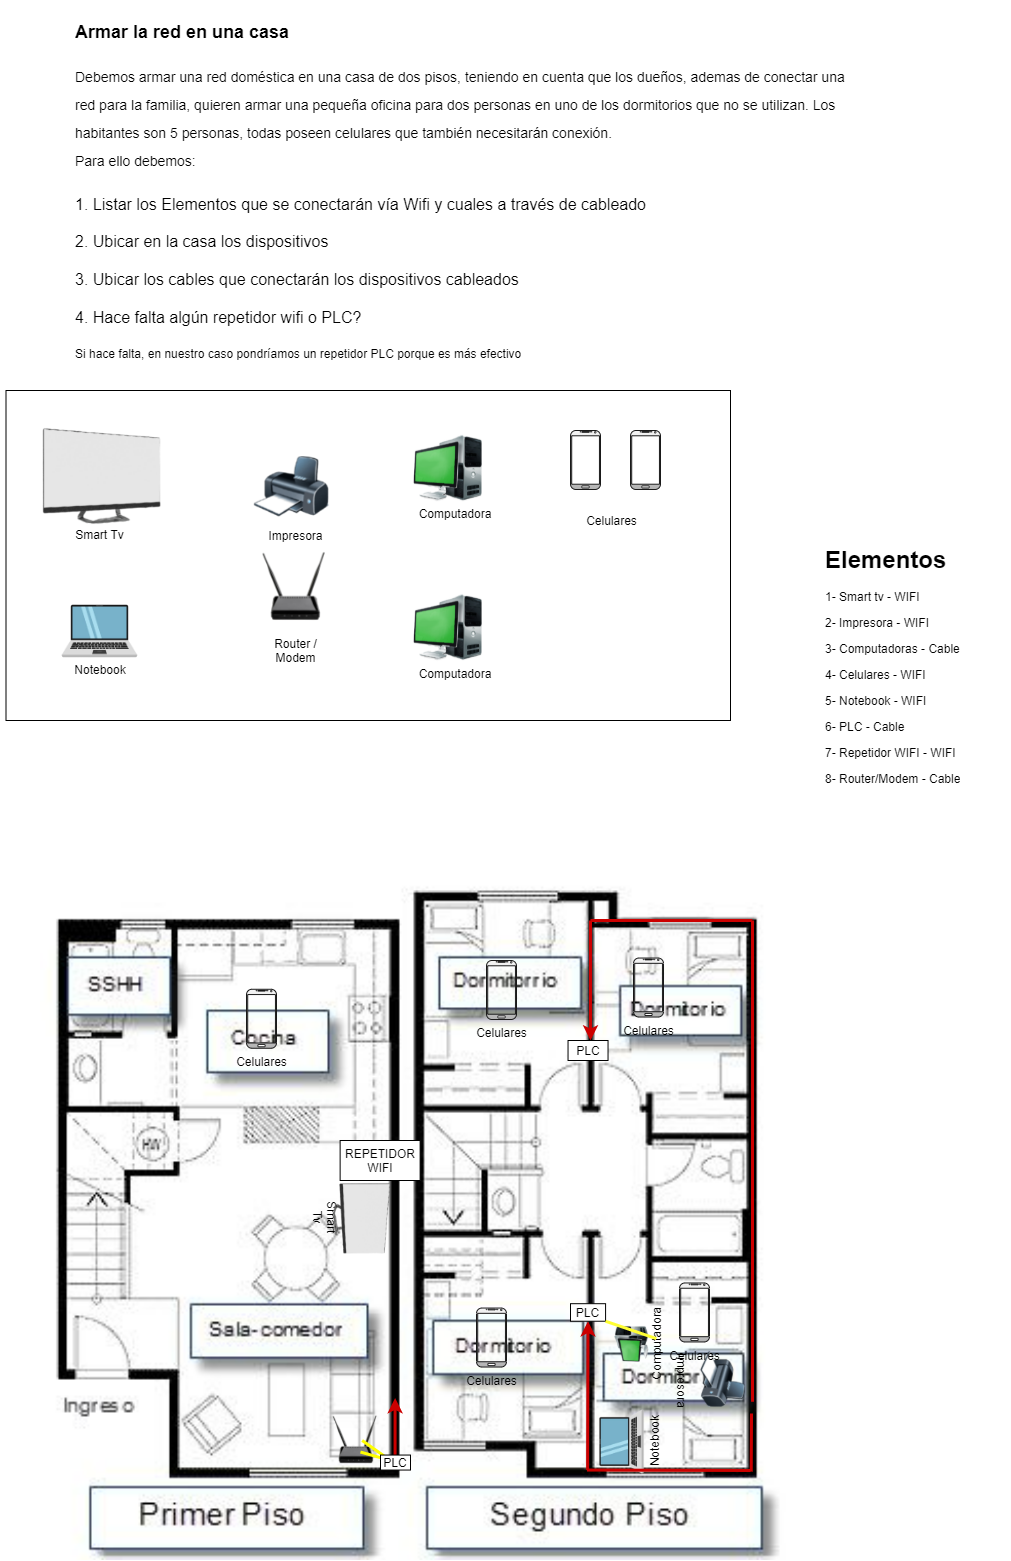 Armar la red en una casa
Debemos armar una red doméstica en una casa de dos pisos, teniendo en cuenta que los dueños, ademas de conectar una
red para la familia, quieren armar una pequeña oficina para dos personas en uno de los dormitorios que no se utilizan. Los
habitantes son 5 personas, todas poseen celulares que también necesitarán conexión.
Para ello debemos:
1. Listar los Elementos que se conectarán vía Wifi y cuales a través de cableado
2. Ubicar en la casa los dispositivos
3. Ubicar los cables que conectarán los dispositivos cableados
4. Hace falta algún repetidor wifi o PLC?
Si hace falta, en nuestro caso pondríamos un repetidor PLC porque es más efectivo
Smart Tv
Impresora
Computadora
Celulares
Notebook
Router /
Modem
Computadora
Elementos
1- Smart tv - WIFI
2- Impresora - WIFI
3- Computadoras - Cable
4- Celulares - WIFI
5- Notebook - WIFI
6- PLC - Cable
7- Repetidor WIFI - WIFI
8- Router/Modem - Cable
SSHH
Cocina
Celulares
HW
REPETIDOR
WIFI
Smart
Tv
Sala-comedor
Ingreso
PLC
Primer Piso
Dormitorrio
Celulares
Dormitorio
Celulares
PLC
PLC
Dormitorio
Celulares
Computadora
Celulares
Dormitor
Impresora
Notebook
Segundo Piso